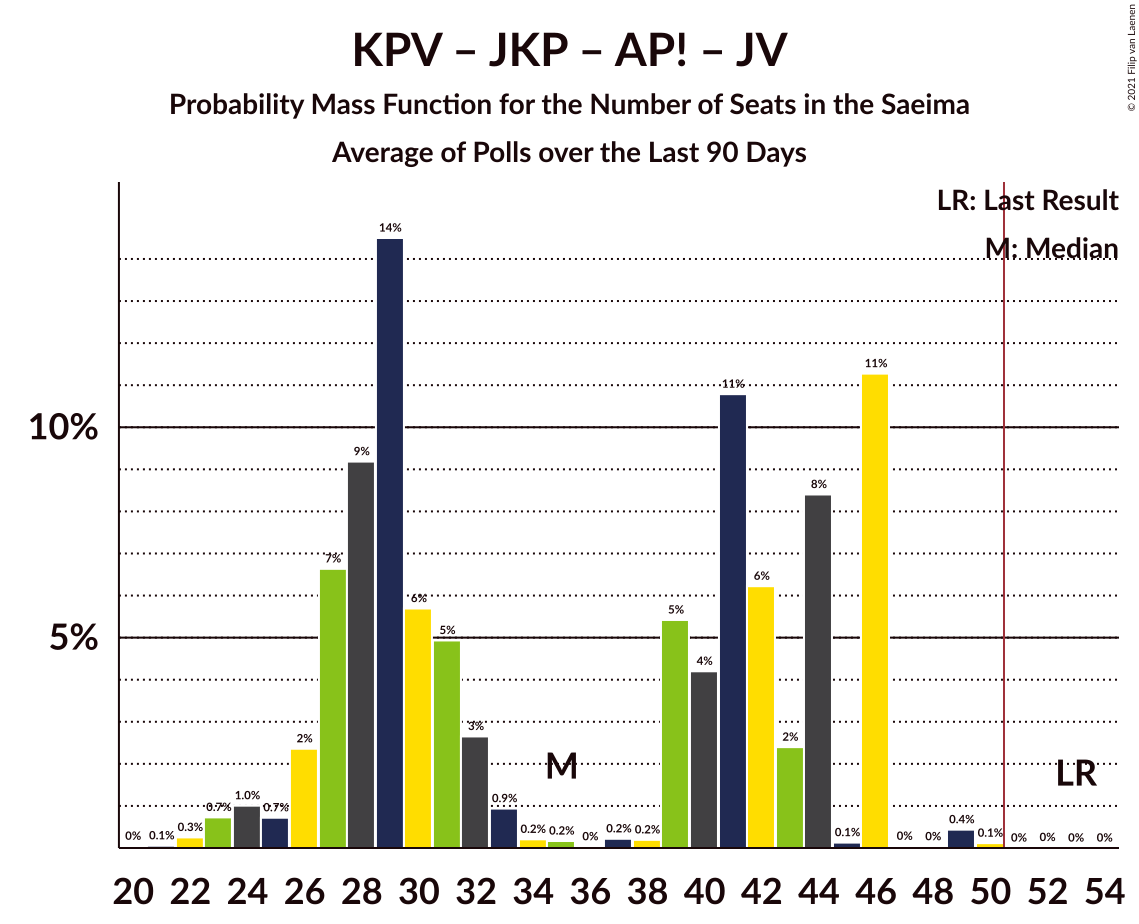 KPV – JKP – AP! – JV
Probability Mass Function for the Number of Seats in the Saeima
Average of Polls over the Last 90 Days
© 2021 Filip van Laenen
LR: Last Result
M: Median
10%
5%
0% 0.1% 0.3% 0.7% 1.0% 0.7% 2% 7% 9% 14% 6% 5% 3% 0.9% 0.2% 0.2% 0% 0.2% 0.2% 5% 4% 11% 6% 2% 8% 0.1% 11% 0% 0% 0.4% 0.1% 0% 0% 0% 0%
M
LR
20 22 24 26 28 30 32 34 36 38 40 42 44 46 48 50 52 54